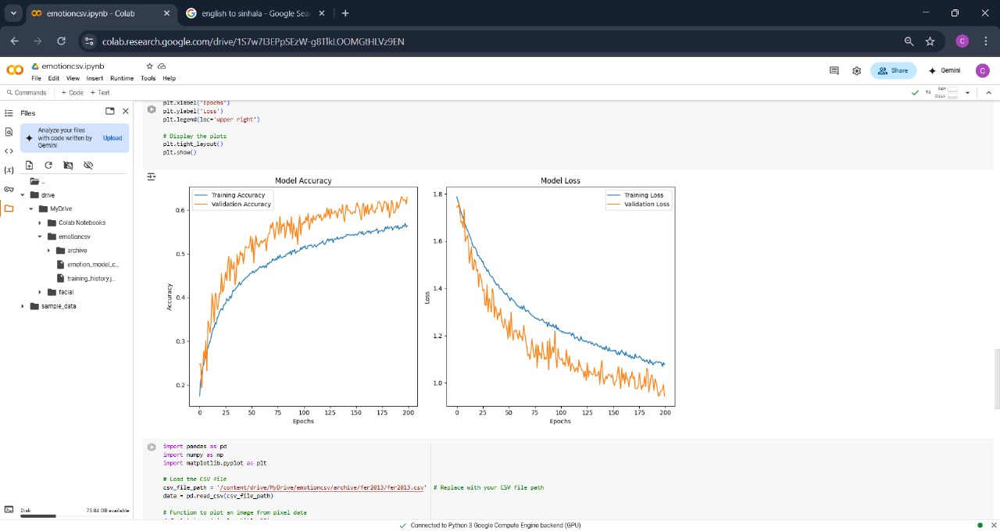 emotioncsv.ipynb - Colab
english to sinhala - Google Sea
colab.research.google.com/drive/1S7w7I3EPpSEzW-g8TlkLOOMGtHLVz9EN
C
emotioncsv.ipynb
File Edit View Insert Runtime Tools Help
Share
Gemini
C
Commands + Code + Text
T4 RAM
Disk
Files
Analyze your files
with code written by
Gemini
Upload
..
drive
MyDrive
Colab Notebooks
emotioncsv
archive
emotion_model_c...
training_history.j...
facial
sample_data
Disk 75.84 GB available
plt.xlabel('Epochs')
plt.ylabel('Loss')
plt.legend(loc='upper right')
# Display the plots
plt.tight_layout()
plt.show()
Model Accuracy
Training Accuracy
Validation Accuracy
0.6
0.5
0.4
0.3
0.2
Accuracy
0 25 50 75 100 125 150 175 200
Epochs
Model Loss
Training Loss
Validation Loss
1.8
1.6
1.4
1.2
1.0
Loss
0 25 50 75 100 125 150 175 200
Epochs
import pandas as pd
import numpy as np
import matplotlib.pyplot as plt
# Load the CSV file
csv_file_path = '/content/drive/MyDrive/emotioncsv/archive/fer2013/fer2013.csv' # Replace with your CSV file path
data = pd.read_csv(csv_file_path)
# Function to plot an image from pixel data
Connected to Python 3 Google Compute Engine backend (GPU)